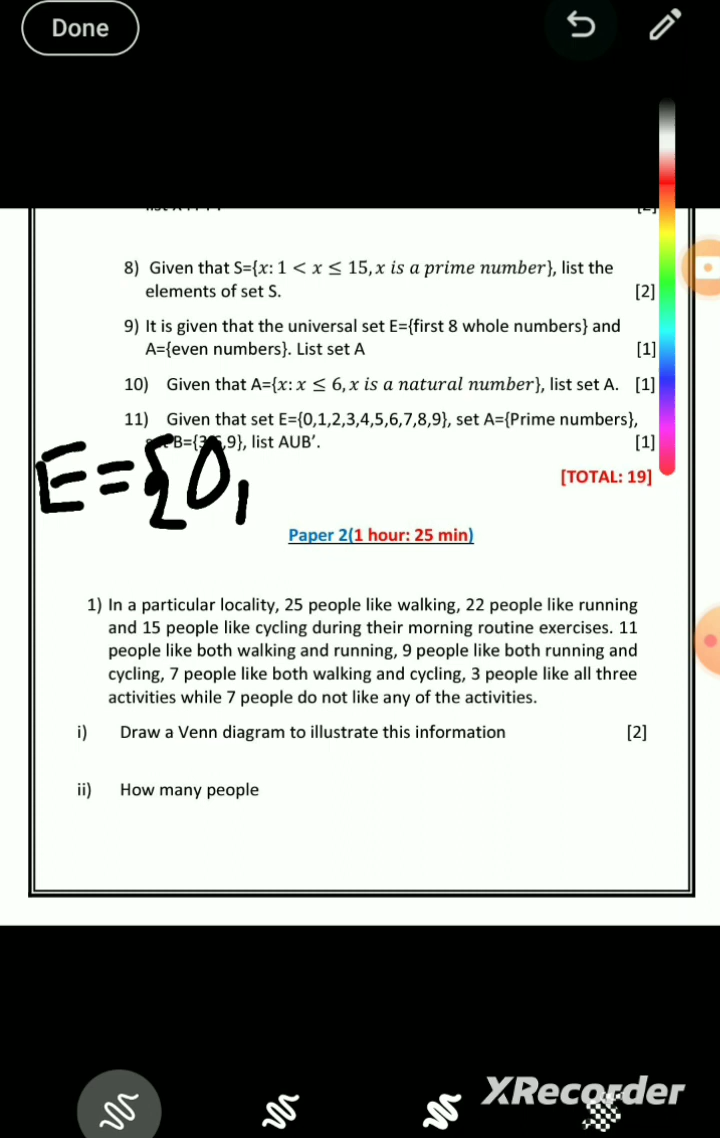 Done
8) Given that S={x: 1 < x ≤ 15, x is a prime number}, list the
elements of set S. [2]
9) It is given that the universal set E={first 8 whole numbers} and
A={even numbers}. List set A [1]
10) Given that A={x: x ≤ 6, x is a natural number}, list set A. [1]
11) Given that set E={0,1,2,3,4,5,6,7,8,9}, set A={Prime numbers},
B={3 ,9}, list AUB′. [1]
E={0,
[TOTAL: 19]
Paper 2(1 hour: 25 min)
1) In a particular locality, 25 people like walking, 22 people like running
and 15 people like cycling during their morning routine exercises. 11
people like both walking and running, 9 people like both running and
cycling, 7 people like both walking and cycling, 3 people like all three
activities while 7 people do not like any of the activities.
i) Draw a Venn diagram to illustrate this information [2]
ii) How many people
XRecorder